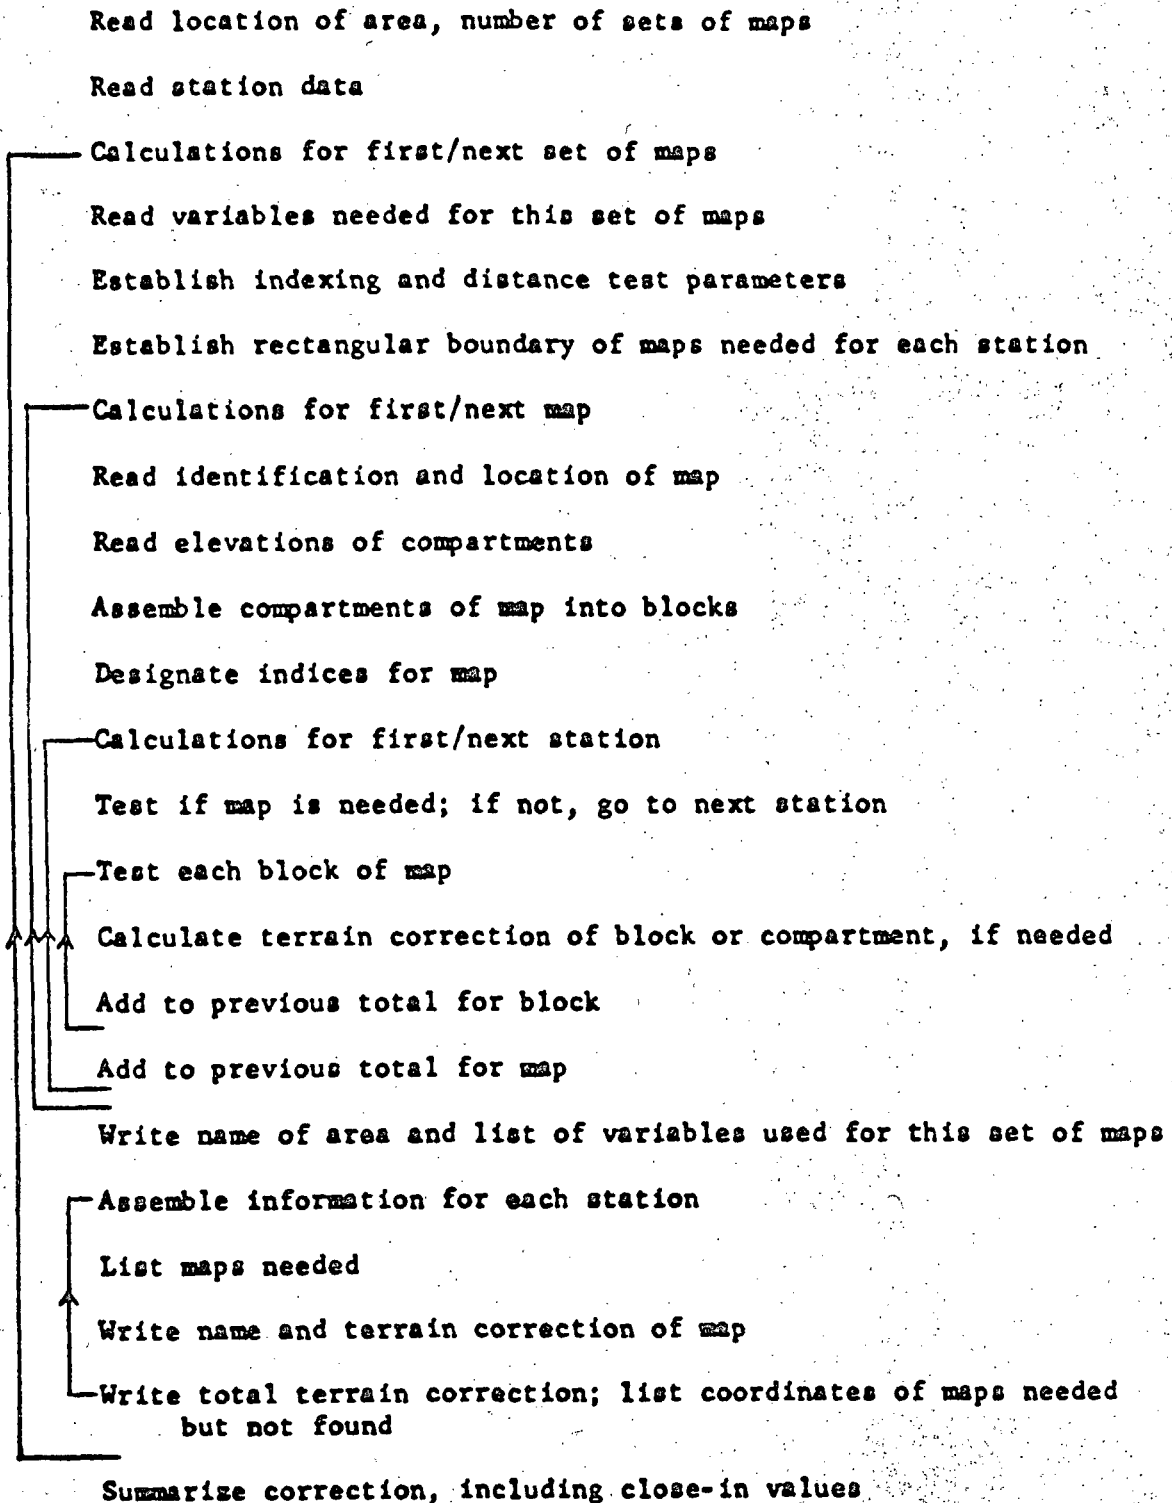 Read location of area, number of sets of maps
Read station data
Calculations for first/next set of maps
Read variables needed for this set of maps
Establish indexing and distance test parameters
Establish rectangular boundary of maps needed for each station
Calculations for first/next map
Read identification and location of map
Read elevations of compartments
Assemble compartments of map into blocks
Designate indices for map
Calculations for first/next station
Test if map is needed; if not, go to next station
Test each block of map
Calculate terrain correction of block or compartment, if needed
Add to previous total for block
Add to previous total for map
Write name of area and list of variables used for this set of maps
Assemble information for each station
List maps needed
Write name and terrain correction of map
Write total terrain correction; list coordinates of maps needed
but not found
Summarize correction, including close-in values